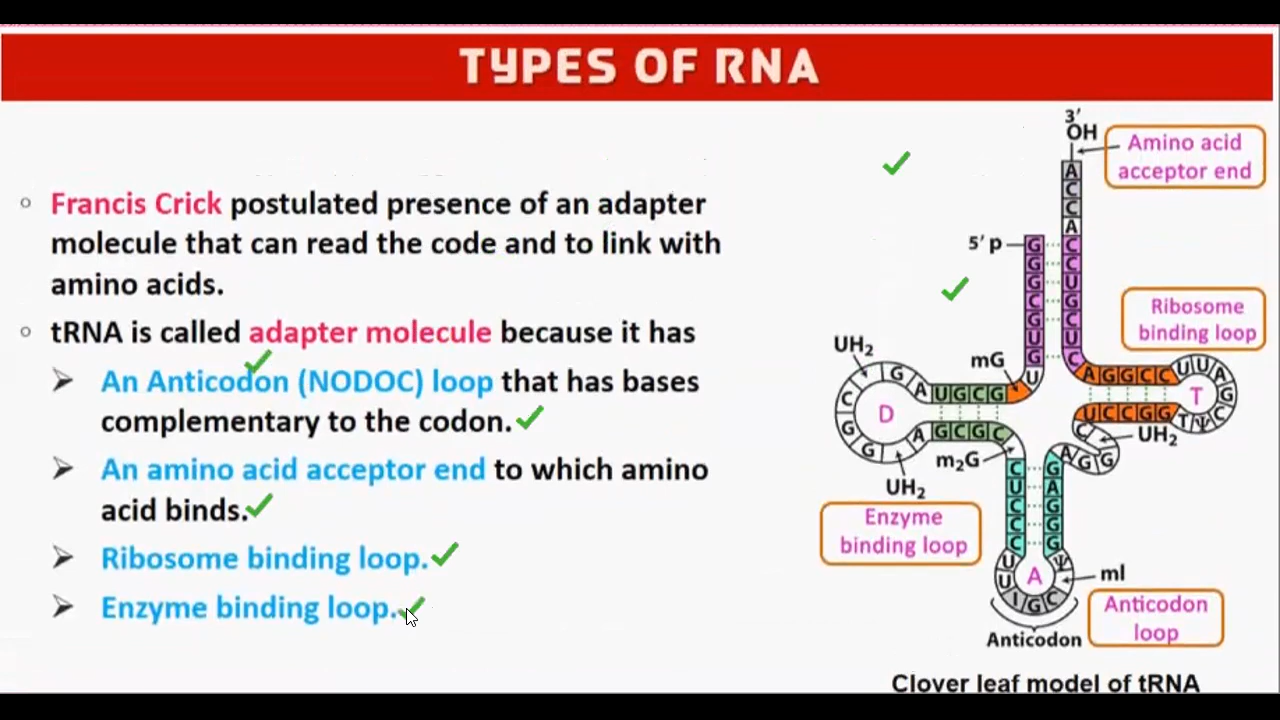 TYPES OF RNA
Francis Crick postulated presence of an adapter
molecule that can read the code and to link with
amino acids.
tRNA is called adapter molecule because it has
An Anticodon (NODOC) loop that has bases
complementary to the codon.
An amino acid acceptor end to which amino
acid binds.
Ribosome binding loop.
Enzyme binding loop.
3′
OH
Amino acid
acceptor end
A
C
C
A
5′ p
G
G
G
C
G
U
G
U
C
C
U
G
C
U
C
Ribosome
binding loop
UH2
mG
D
G
A
U G C G
C
G
G
A
G C G C
UH2
m2G
A G G C C
U U A G C
T
U C C G G
T Ψ
C
UH2
A G G
Enzyme
binding loop
C
U
C
C
C
G
A
G
G
G
U
U
I G C
Ψ
A
mI
Anticodon
Anticodon
loop
Clover leaf model of tRNA